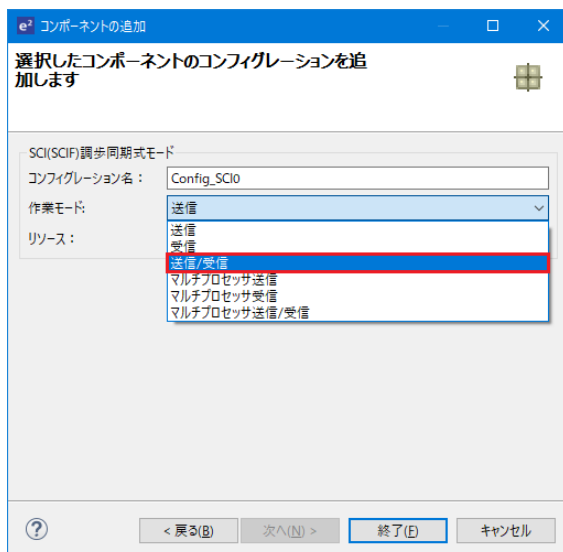 e² コンポーネントの追加
選択したコンポーネントのコンフィグレーションを追
加します
SCI(SCIF)調歩同期式モード
コンフィグレーション名：
Config_SCI0
作業モード:
送信
リソース：
送信
受信
送信/受信
マルチプロセッサ送信
マルチプロセッサ受信
マルチプロセッサ送信/受信
?
< 戻る(B)
次へ(N) >
終了(F)
キャンセル